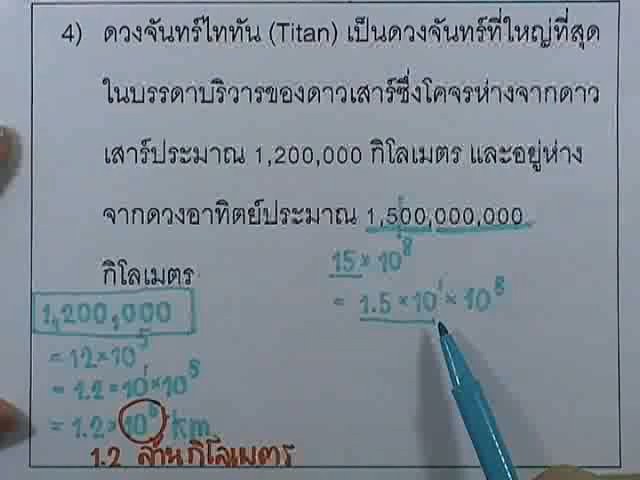 4) ดวงจันทร์ไททัน (Titan) เป็นดวงจันทร์ที่ใหญ่ที่สุด
ในบรรดาบริวารของดาวเสาร์ซึ่งโคจรห่างจากดาว
เสาร์ประมาณ 1,200,000 กิโลเมตร และอยู่ห่าง
จากดวงอาทิตย์ประมาณ 1,500,000,000
กิโลเมตร
15 × 10⁸
= 1.5 × 10¹ × 10⁸
1,200,000
= 12 × 10⁵
= 1.2 × 10¹ × 10⁵
= 1.2 × 10⁶ km
1.2 ล้านกิโลเมตร